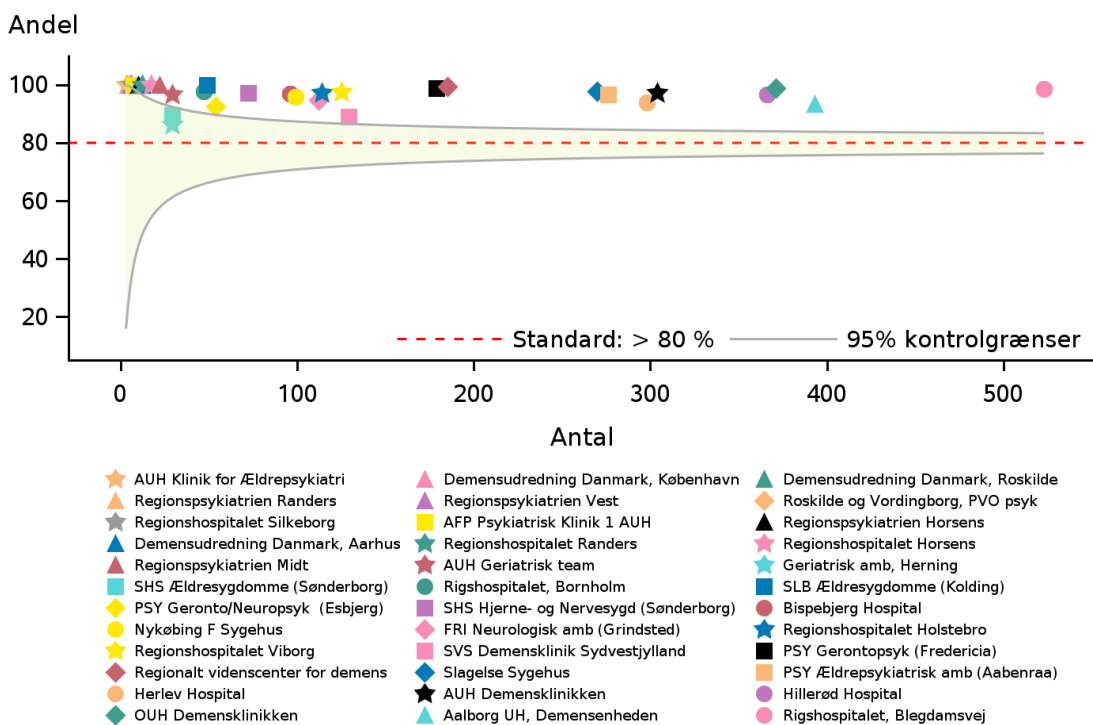 Andel
100
80
60
40
20
Standard: > 80 % 95% kontrolgrænser
0 100 200 300 400 500
Antal
AUH Klinik for Ældrepsykiatri Demensudredning Danmark, København Demensudredning Danmark, Roskilde
Regionspsykiatrien Randers Regionspsykiatrien Vest Roskilde og Vordingborg, PVO psyk
Regionshospitalet Silkeborg AFP Psykiatrisk Klinik 1 AUH Regionspsykiatrien Horsens
Demensudredning Danmark, Aarhus Regionshospitalet Randers Regionshospitalet Horsens
Regionspsykiatrien Midt AUH Geriatrisk team Geriatrisk amb, Herning
SHS Ældresygdomme (Sønderborg) Rigshospitalet, Bornholm SLB Ældresygdomme (Kolding)
PSY Geronto/Neuropsyk (Esbjerg) SHS Hjerne- og Nervesygd (Sønderborg) Bispebjerg Hospital
Nykøbing F Sygehus FRI Neurologisk amb (Grindsted) Regionshospitalet Holstebro
Regionshospitalet Viborg SVS Demensklinik Sydvestjylland PSY Gerontopsyk (Fredericia)
Regionalt videnscenter for demens Slagelse Sygehus PSY Ældrepsykiatrisk amb (Aabenraa)
Herlev Hospital AUH Demensklinikken Hillerød Hospital
OUH Demensklinikken Aalborg UH, Demensenheden Rigshospitalet, Blegdamsvej